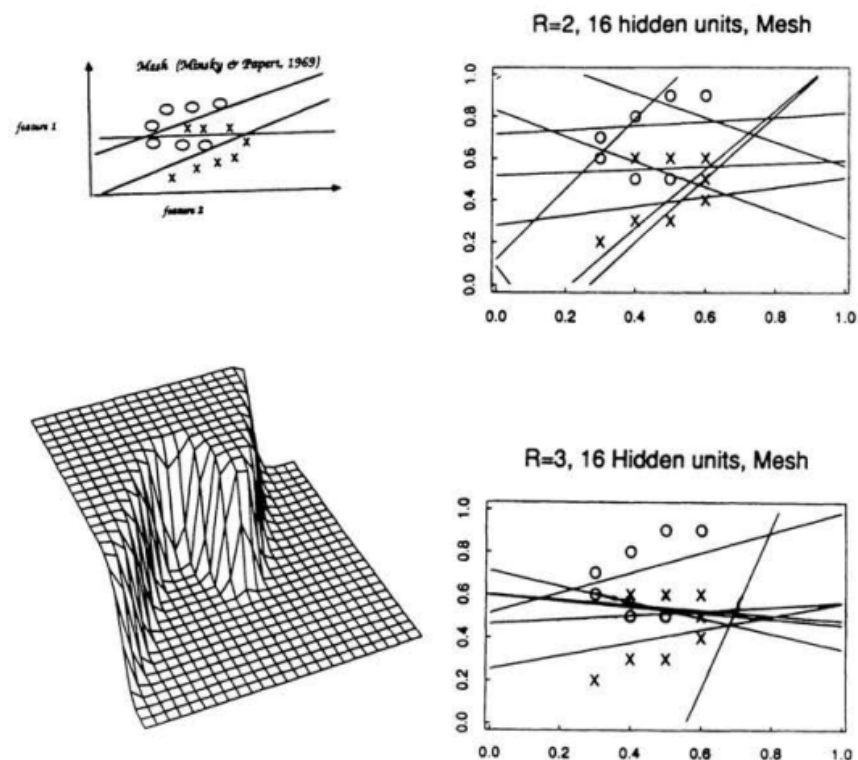 Mesh (Minsky & Papert, 1969)
feature 1
feature 2
R=2, 16 hidden units, Mesh
1.0
0.8
0.6
0.4
0.2
0.0
0.0 0.2 0.4 0.6 0.8 1.0
R=3, 16 Hidden units, Mesh
1.0
0.8
0.6
0.4
0.2
0.0
0.0 0.2 0.4 0.6 0.8 1.0